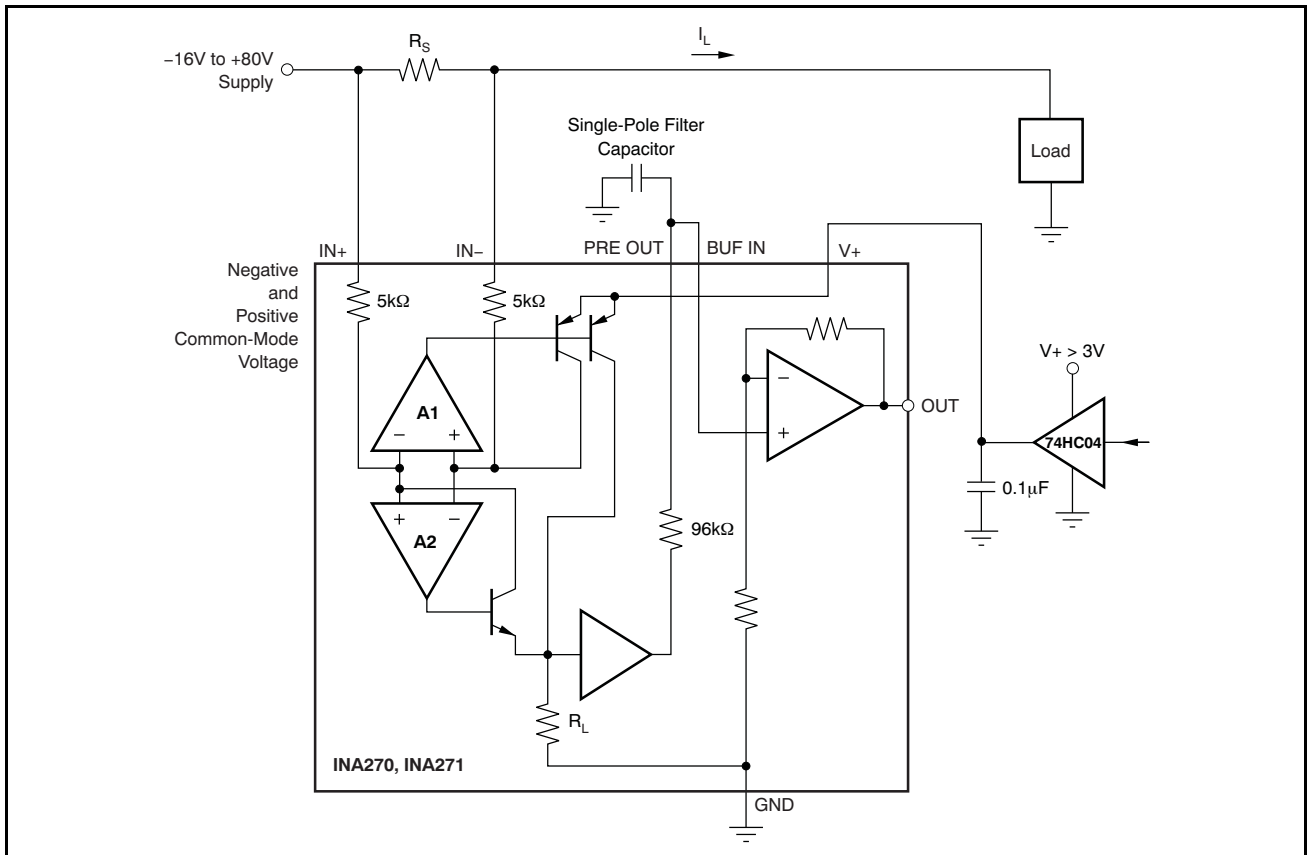 −16V to +80V
Supply
R_S
I_L
Single-Pole Filter
Capacitor
Load
IN+
IN−
PRE OUT
BUF IN
V+
Negative
and
Positive
Common-Mode
Voltage
5kΩ
5kΩ
V+ > 3V
−
+
OUT
A1
−
+
74HC04
0.1μF
+
−
A2
96kΩ
R_L
INA270, INA271
GND